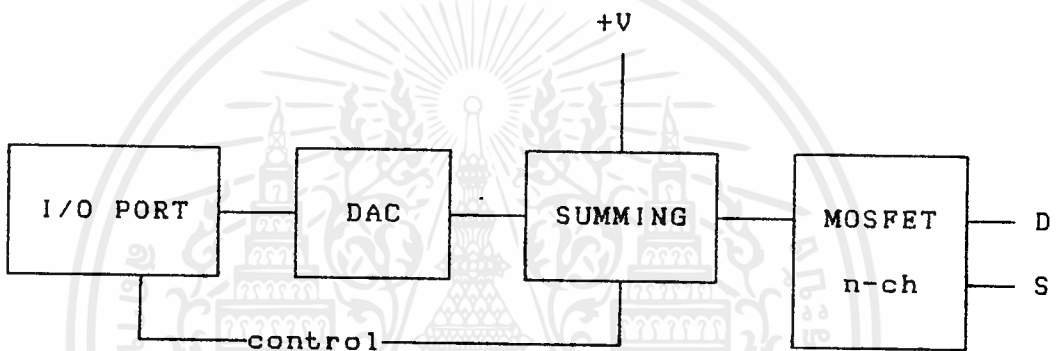 +V
I/O PORT
DAC
SUMMING
MOSFET
n-ch
D
S
control